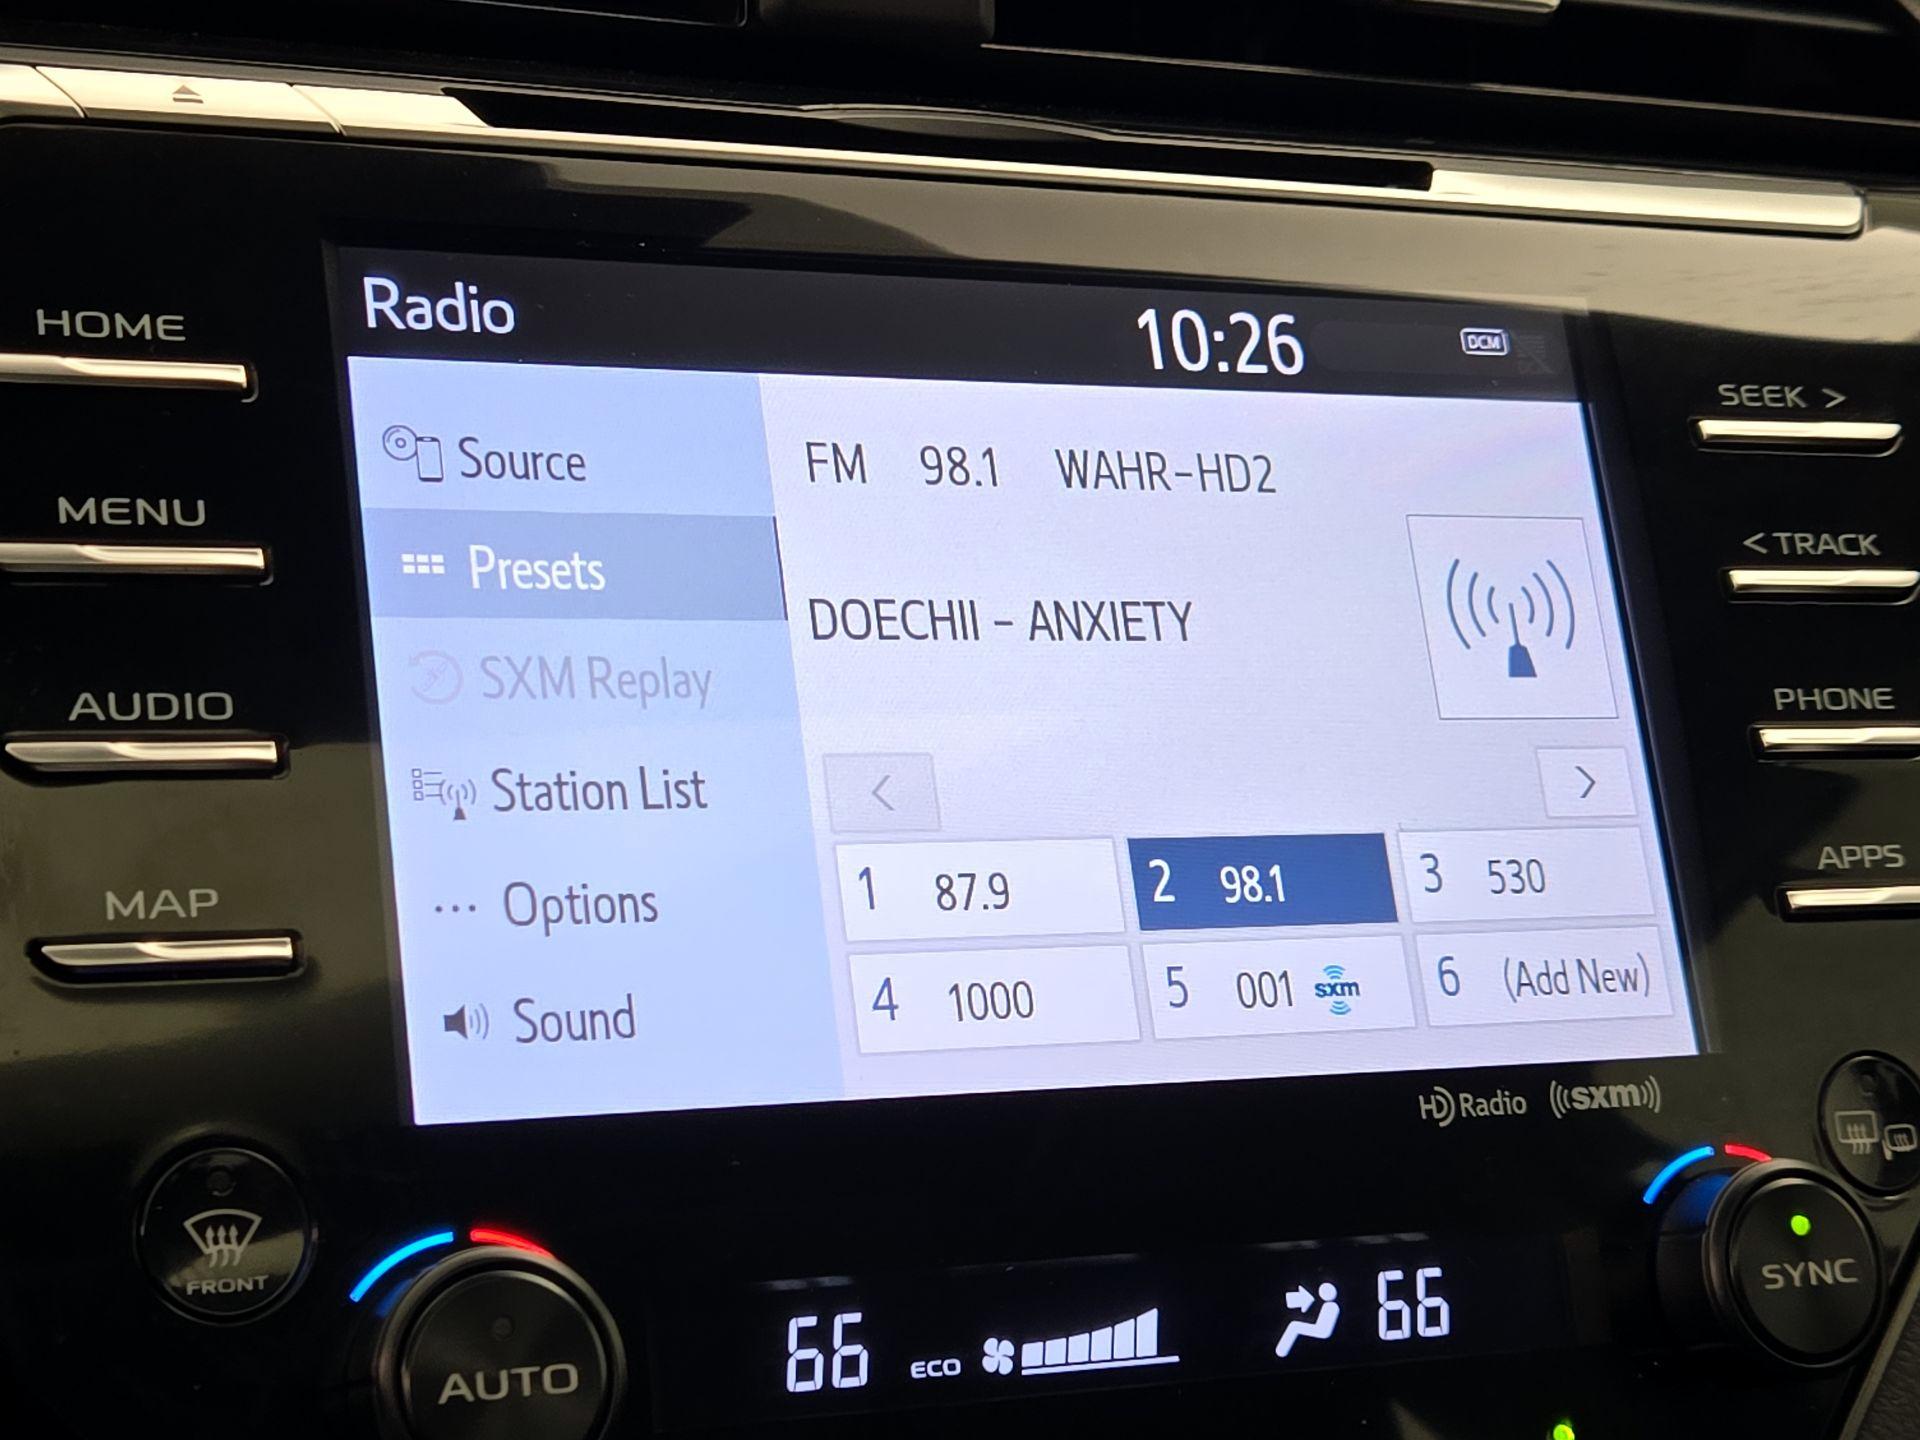 Radio
10:26
DCM
HOME
MENU
AUDIO
MAP
Source
Presets
SXM Replay
Station List
... Options
Sound
FM 98.1 WAHR-HD2
DOECHII - ANXIETY
<
>
1 87.9
2 98.1
3 530
4 1000
5 001 sxm
6 (Add New)
SEEK >
< TRACK
PHONE
APPS
HD Radio ((sxm))
FRONT
AUTO
66 ECO
66
SYNC